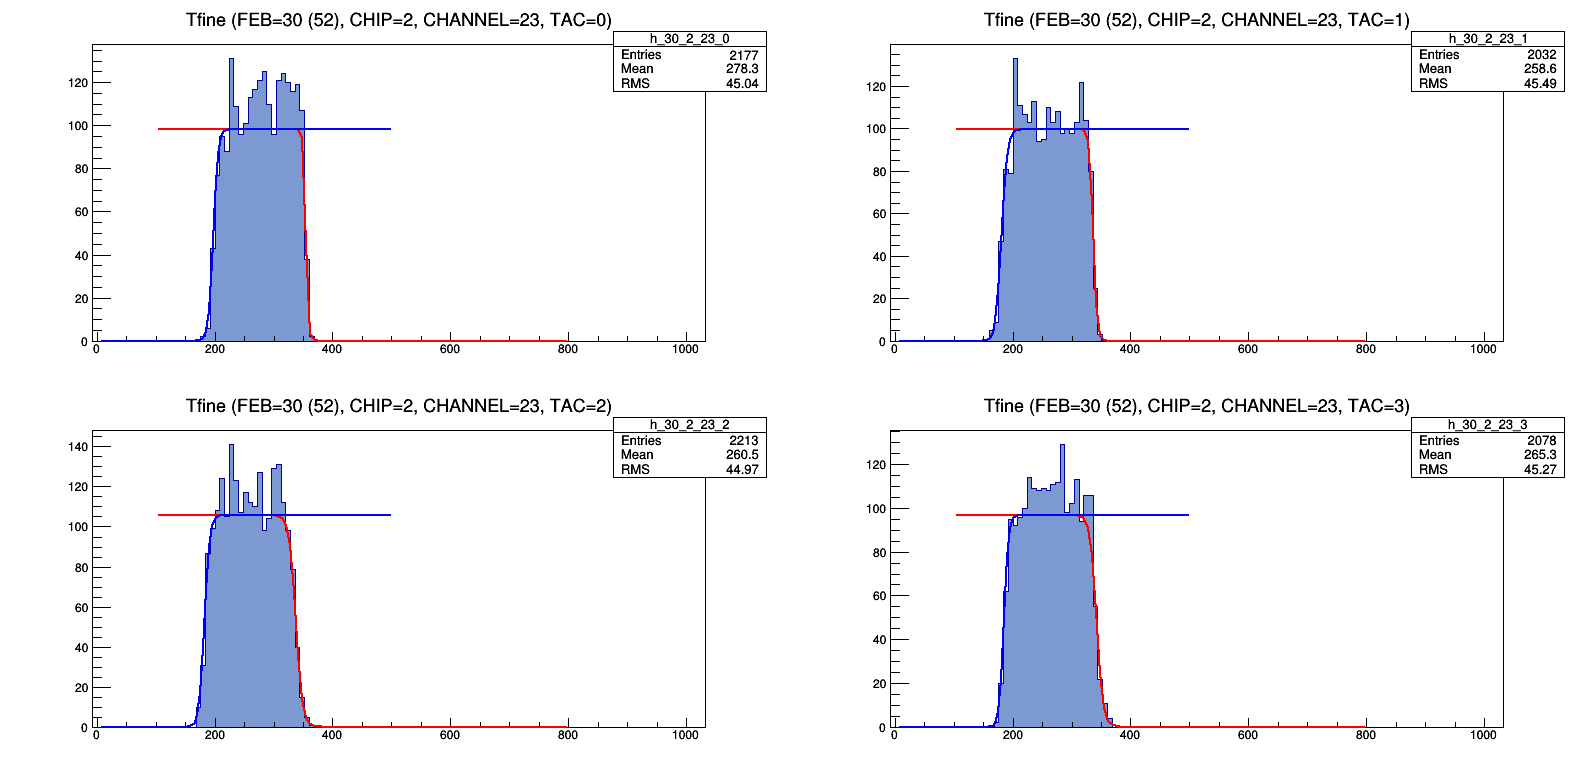 Tfine (FEB=30 (52), CHIP=2, CHANNEL=23, TAC=0)
h_30_2_23_0
Entries 2177
Mean 278.3
RMS 45.04
120
100
80
60
40
20
0
0 200 400 600 800 1000
Tfine (FEB=30 (52), CHIP=2, CHANNEL=23, TAC=1)
h_30_2_23_1
Entries 2032
Mean 258.6
RMS 45.49
120
100
80
60
40
20
0
0 200 400 600 800 1000
Tfine (FEB=30 (52), CHIP=2, CHANNEL=23, TAC=2)
h_30_2_23_2
Entries 2213
Mean 260.5
RMS 44.97
140
120
100
80
60
40
20
0
0 200 400 600 800 1000
Tfine (FEB=30 (52), CHIP=2, CHANNEL=23, TAC=3)
h_30_2_23_3
Entries 2078
Mean 265.3
RMS 45.27
120
100
80
60
40
20
0
0 200 400 600 800 1000